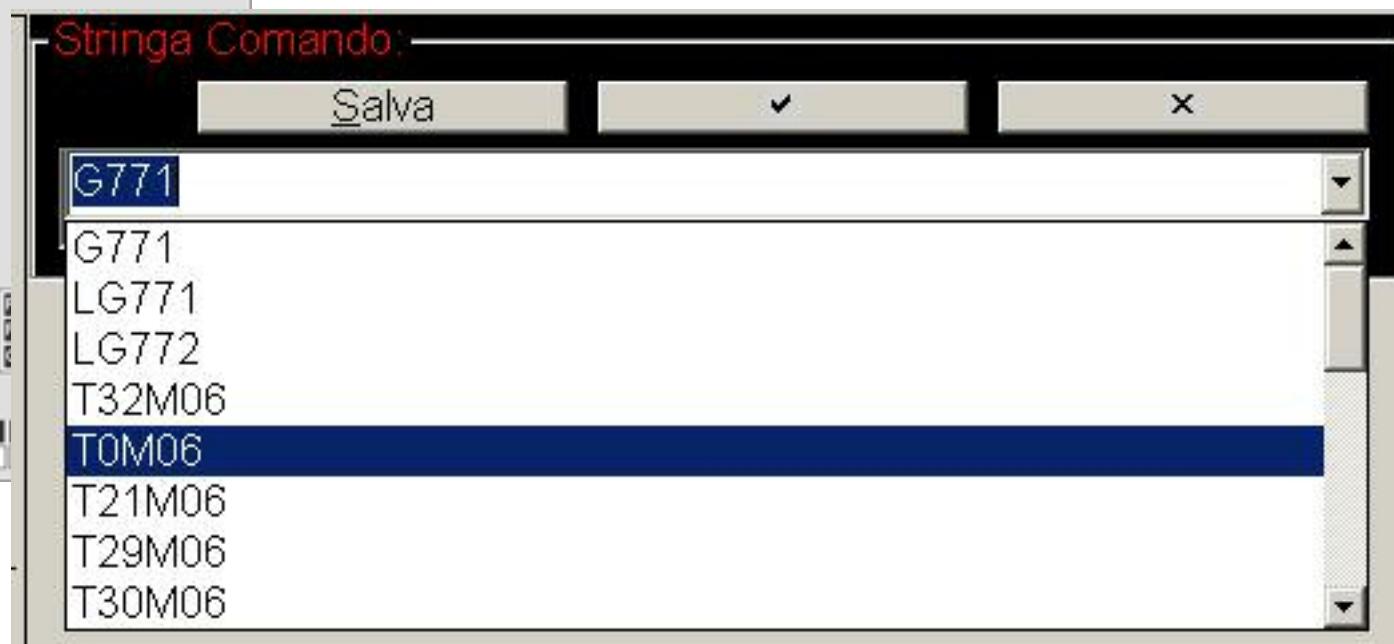 Stringa Comando:
Salva
G771
G771
LG771
LG772
T32M06
T0M06
T21M06
T29M06
T30M06